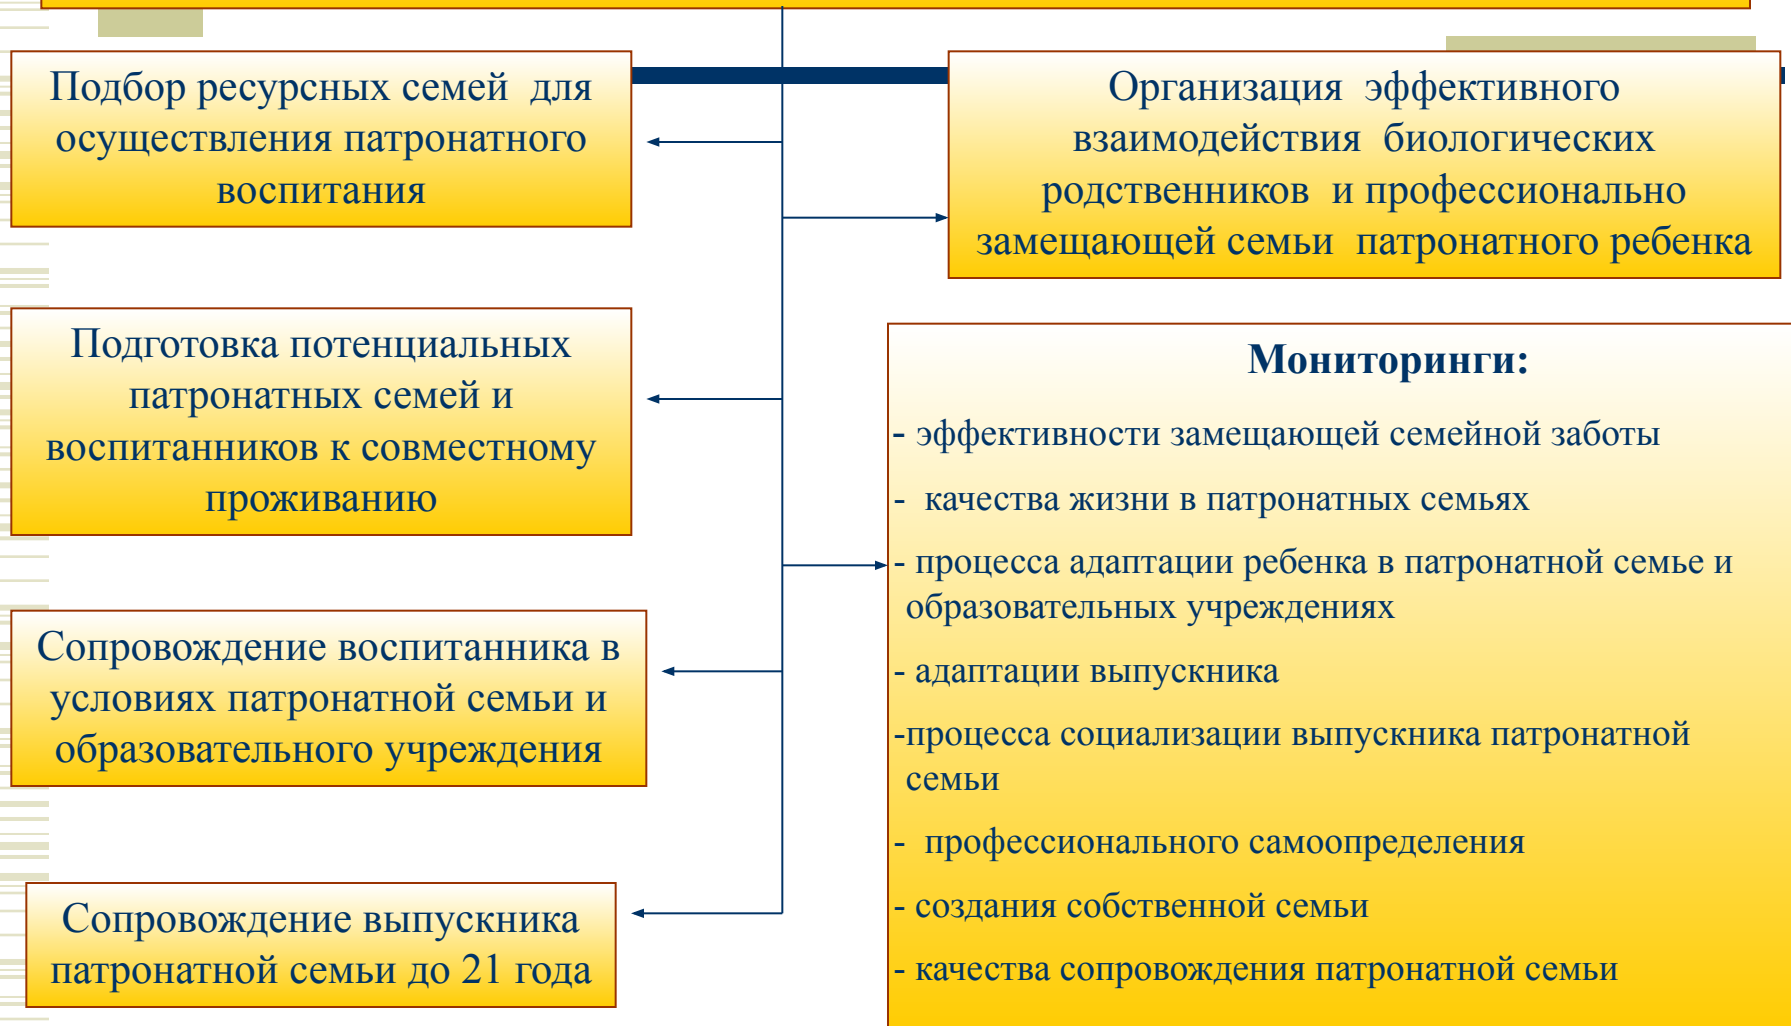 Подбор ресурсных семей для
осуществления патронатного
воспитания
Организация эффективного
взаимодействия биологических
родственников и профессионально
замещающей семьи патронатного ребенка
Подготовка потенциальных
патронатных семей и
воспитанников к совместному
проживанию
Сопровождение воспитанника в
условиях патронатной семьи и
образовательного учреждения
Сопровождение выпускника
патронатной семьи до 21 года
Мониторинги:
- эффективности замещающей семейной заботы
- качества жизни в патронатных семьях
- процесса адаптации ребенка в патронатной семье и
образовательных учреждениях
- адаптации выпускника
-процесса социализации выпускника патронатной
семьи
- профессионального самоопределения
- создания собственной семьи
- качества сопровождения патронатной семьи